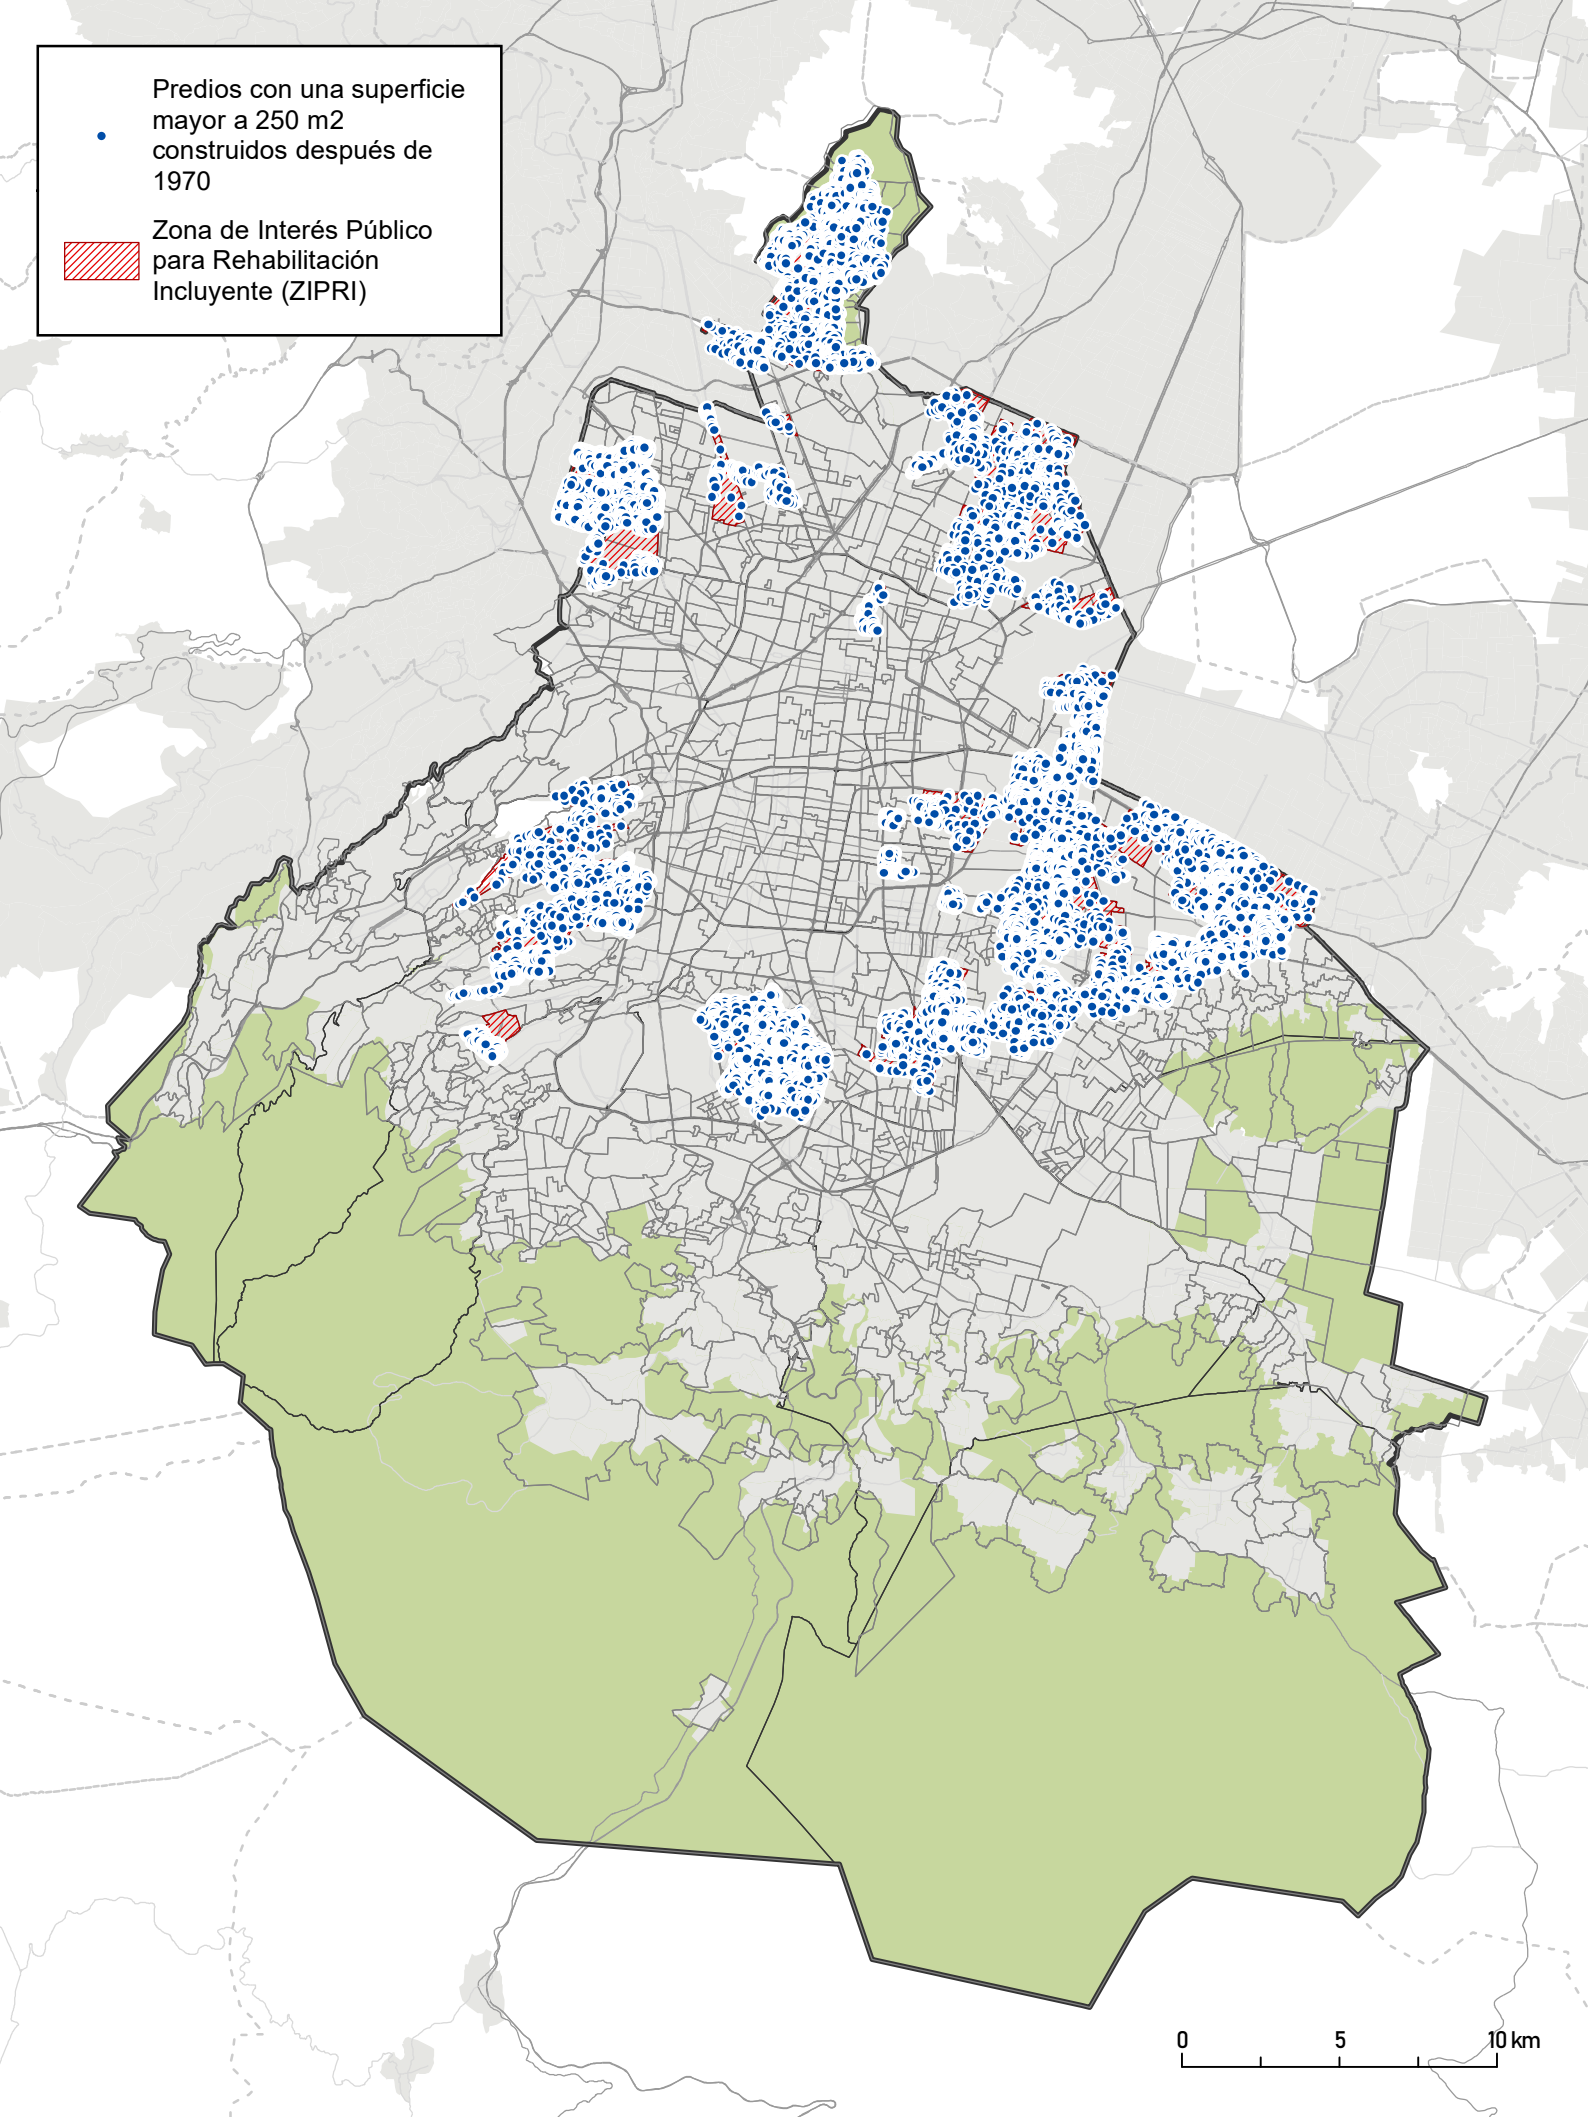 Predios con una superficie
mayor a 250 m2
construidos después de
1970
Zona de Interés Público
para Rehabilitación
Incluyente (ZIPRI)
0 5 10 km